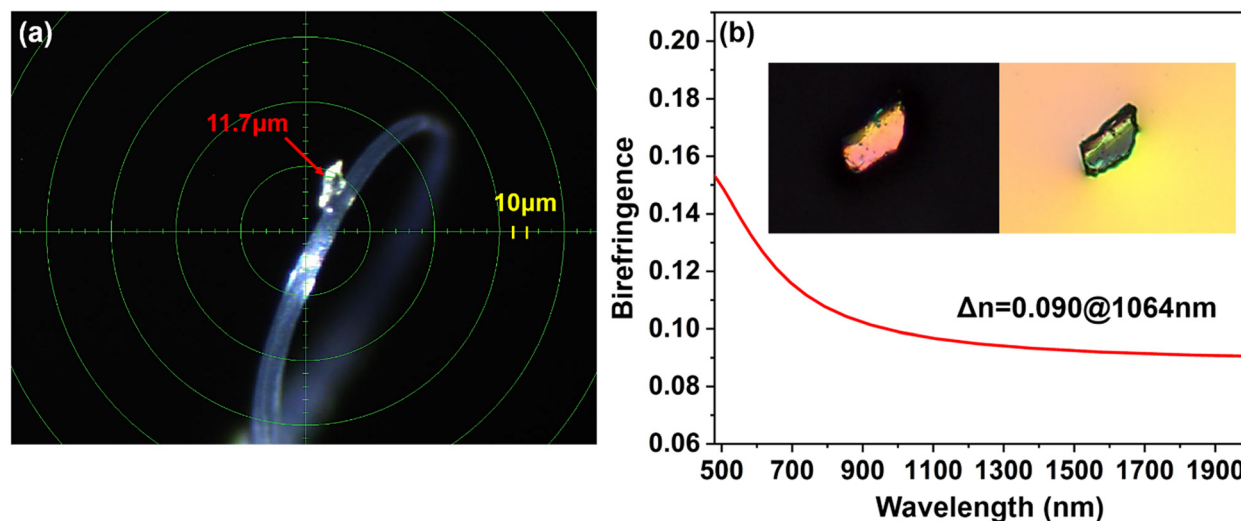 (a)
11.7μm
10μm
(b)
0.20
0.18
0.16
0.14
0.12
0.10
0.08
0.06
Birefringence
Δn=0.090@1064nm
500 700 900 1100 1300 1500 1700 1900
Wavelength (nm)